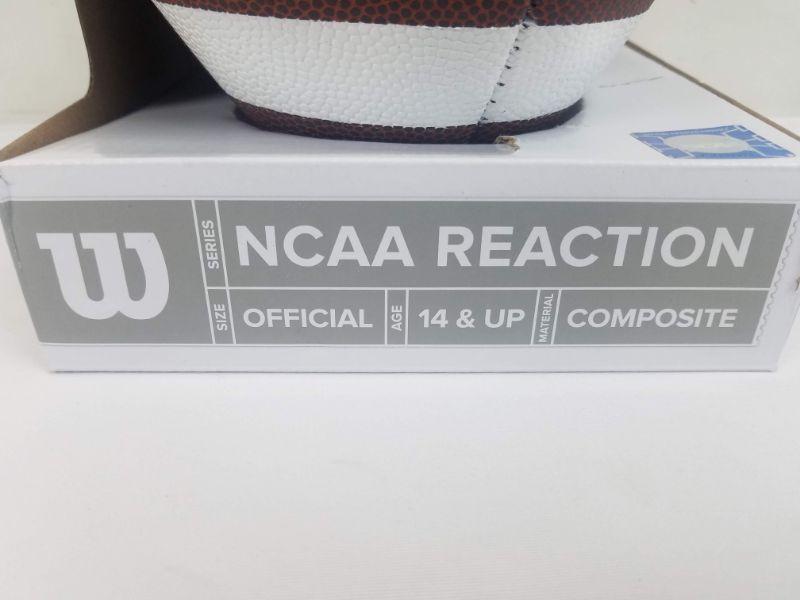 W
SERIES NCAA REACTION
SIZE OFFICIAL AGE 14 & UP MATERIAL COMPOSITE